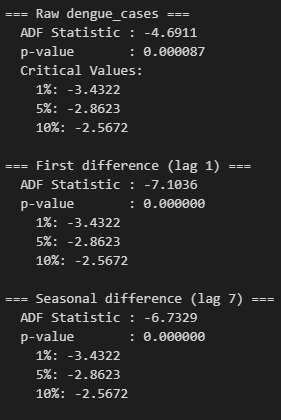 === Raw dengue_cases ===
ADF Statistic : -4.6911
p-value : 0.000087
Critical Values:
1%: -3.4322
5%: -2.8623
10%: -2.5672
=== First difference (lag 1) ===
ADF Statistic : -7.1036
p-value : 0.000000
1%: -3.4322
5%: -2.8623
10%: -2.5672
=== Seasonal difference (lag 7) ===
ADF Statistic : -6.7329
p-value : 0.000000
1%: -3.4322
5%: -2.8623
10%: -2.5672